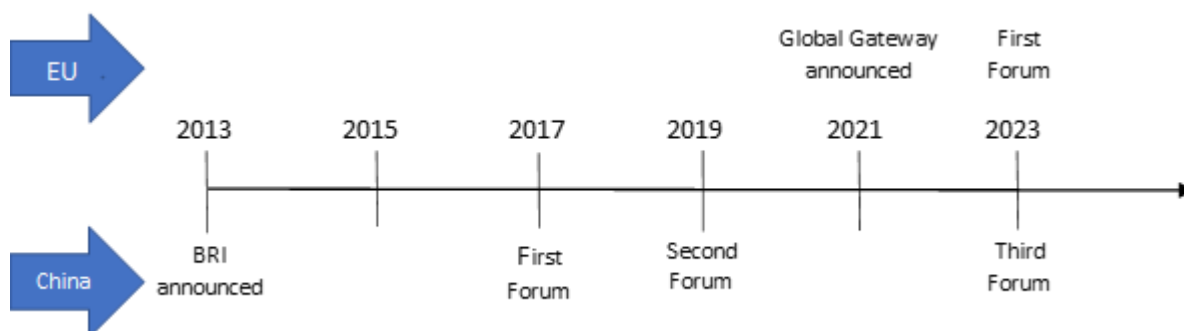 Global Gateway
announced
First
Forum
EU
2013
2015
2017
2019
2021
2023
BRI
announced
First
Forum
Second
Forum
Third
Forum
China